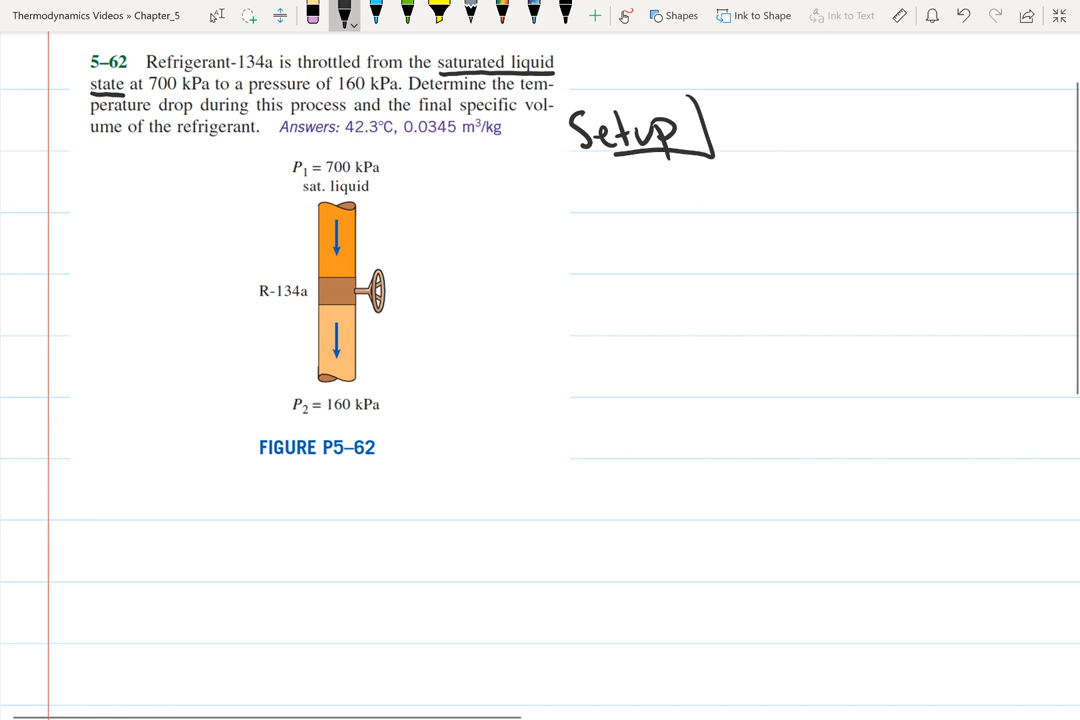 Thermodynamics Videos » Chapter_5
Shapes
Ink to Shape
Ink to Text
5–62 Refrigerant-134a is throttled from the saturated liquid
state at 700 kPa to a pressure of 160 kPa. Determine the tem-
perature drop during this process and the final specific vol-
ume of the refrigerant. Answers: 42.3°C, 0.0345 m³/kg
Setup
P₁ = 700 kPa
sat. liquid
R-134a
P₂ = 160 kPa
FIGURE P5–62